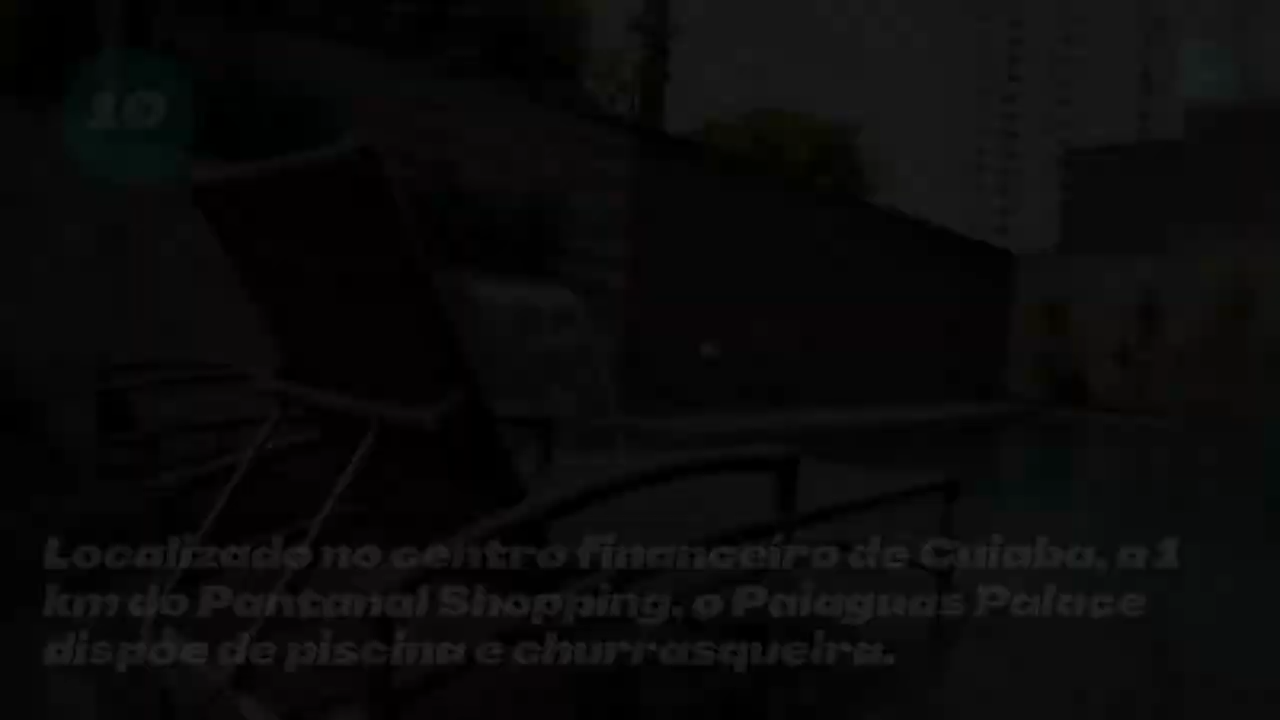 10
Localizado no centro financeiro de Cuiaba, a 1
km do Pantanal Shopping, o Paiaguas Palace
dispõe de piscina e churrasqueira.